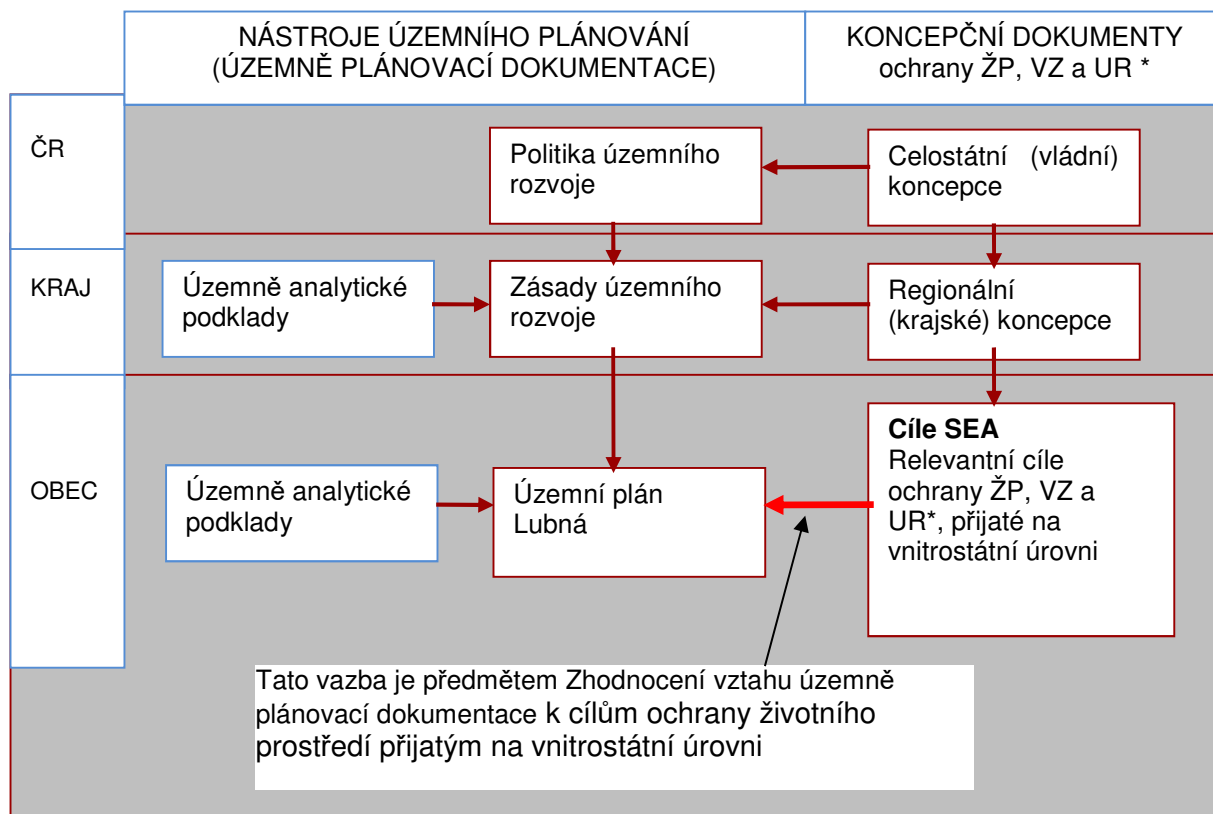 NÁSTROJE ÚZEMNÍHO PLÁNOVÁNÍ
(ÚZEMNĚ PLÁNOVACÍ DOKUMENTACE)
KONCEPČNÍ DOKUMENTY
ochrany ŽP, VZ a UR *
ČR
Politika územního
rozvoje
Celostátní (vládní)
koncepce
KRAJ
Územně analytické
podklady
Zásady územního
rozvoje
Regionální
(krajské) koncepce
OBEC
Územně analytické
podklady
Územní plán
Lubná
Cíle SEA
Relevantní cíle
ochrany ŽP, VZ a
UR*, přijaté na
vnitrostátní úrovni
Tato vazba je předmětem Zhodnocení vztahu územně
plánovací dokumentace k cílům ochrany životního
prostředí přijatým na vnitrostátní úrovni